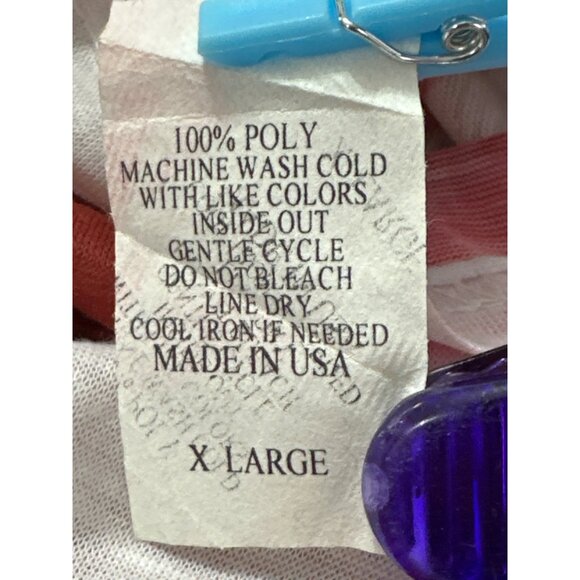 100% POLY
MACHINE WASH COLD
WITH LIKE COLORS
INSIDE OUT
GENTLE CYCLE
DO NOT BLEACH
LINE DRY
COOL IRON IF NEEDED
MADE IN USA
X LARGE